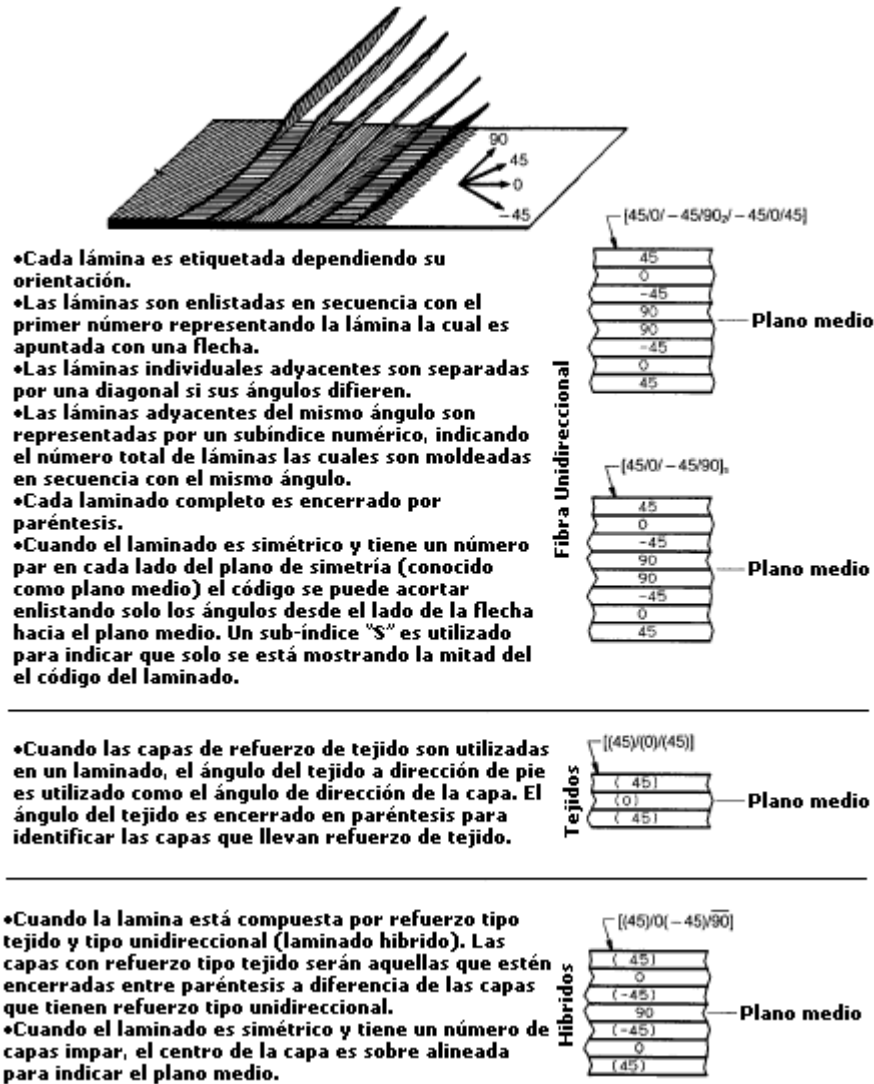 90
45
0
-45
•Cada lámina es etiquetada dependiendo su
orientación.
•Las láminas son enlistadas en secuencia con el
primer número representando la lámina la cual es
apuntada con una flecha.
•Las láminas individuales adyacentes son separadas
por una diagonal si sus ángulos difieren.
•Las láminas adyacentes del mismo ángulo son
representadas por un subíndice numérico, indicando
el número total de láminas las cuales son moldeadas
en secuencia con el mismo ángulo.
•Cada laminado completo es encerrado por
paréntesis.
•Cuando el laminado es simétrico y tiene un número
par en cada lado del plano de simetría (conocido
como plano medio) el código se puede acortar
enlistando solo los ángulos desde el lado de la flecha
hacia el plano medio. Un sub-índice "S" es utilizado
para indicar que solo se está mostrando la mitad del
el código del laminado.
Fibra Unidireccional
[45/0/-45/90₂/-45/0/45]
45
0
-45
90
90
-45
0
45
Plano medio
[45/0/-45/90]ₛ
45
0
-45
90
90
-45
0
45
Plano medio
•Cuando las capas de refuerzo de tejido son utilizadas
en un laminado, el ángulo del tejido a dirección de pie
es utilizado como el ángulo de dirección de la capa. El
ángulo del tejido es encerrado en paréntesis para
identificar las capas que llevan refuerzo de tejido.
Tejidos
[(45)/(0)/(45)]
( 45)
(0)
( 45)
Plano medio
•Cuando la lamina está compuesta por refuerzo tipo
tejido y tipo unidireccional (laminado hibrido). Las
capas con refuerzo tipo tejido serán aquellas que estén
encerradas entre paréntesis a diferencia de las capas
que tienen refuerzo tipo unidireccional.
•Cuando el laminado es simétrico y tiene un número de
capas impar, el centro de la capa es sobre alineada
para indicar el plano medio.
Hibridos
[(45)/0(-45)/9̅0̅]
( 45)
0
(-45)
90
(-45)
0
(45)
Plano medio